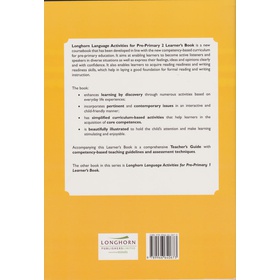 Longhorn Language Activities for Pre-Primary 2 Learner's Book is a new
coursebook that has been developed in line with the new competency-based curriculum
for pre-primary education. It aims at enabling learners to become active listeners and
speakers in diverse situations as well as express their feelings, ideas and opinions clearly
and with confidence. It also enables learners to acquire reading readiness and writing
readiness skills, which help in laying a good foundation for formal reading and writing
instruction.
The book:
• enhances learning by discovery through numerous activities based on
everyday life experiences.
• incorporates pertinent and contemporary issues in an interactive and
child-friendly manner.
• has simplified curriculum-based activities that help learners in the
acquisition of core competences.
• is beautifully illustrated to hold the child's attention and make learning
stimulating and enjoyable.
Accompanying this Learner's Book is a comprehensive Teacher's Guide with
competency-based teaching guidelines and assessment techniques.
The other book in this series is Longhorn Language Activities for Pre-Primary 1
Learner's Book.
LONGHORN
PUBLISHERS